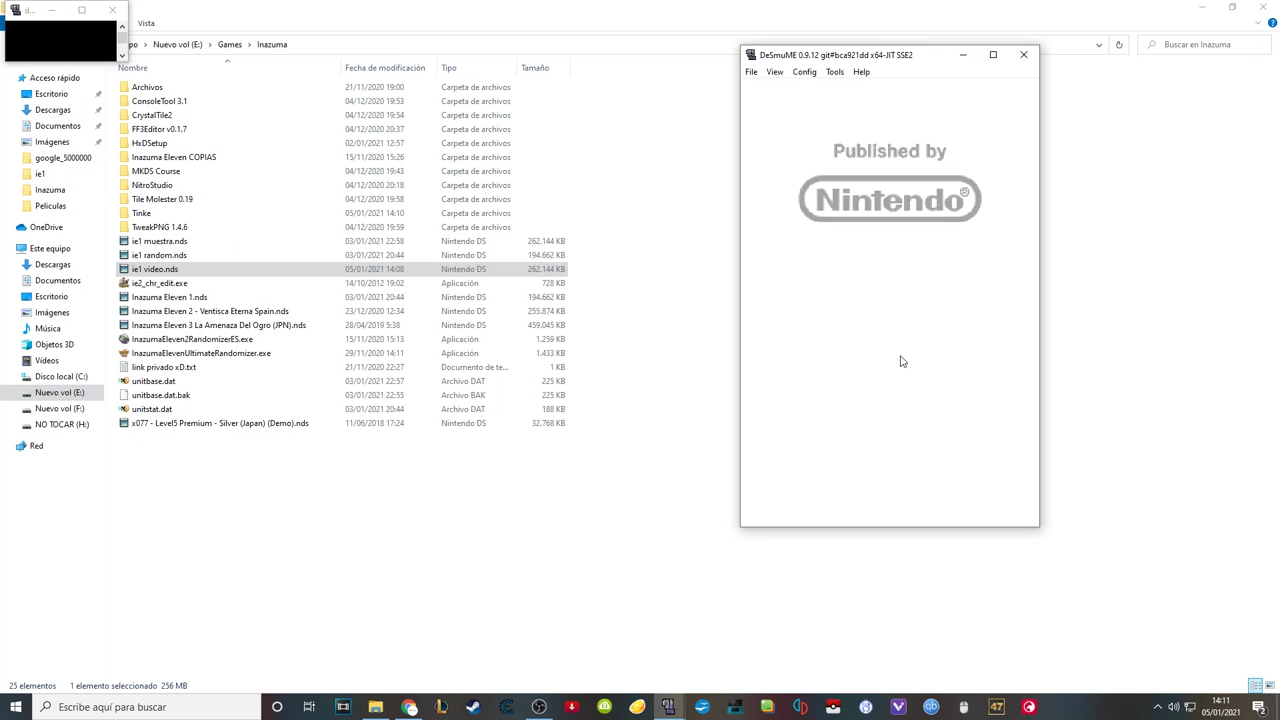 d...
Vista
po > Nuevo vol (E:) > Games > Inazuma
Buscar en Inazuma
Nombre Fecha de modificación Tipo Tamaño
Acceso rápido
Escritorio
Descargas
Documentos
Imágenes
google_5000000
ie1
Inazuma
Peliculas
OneDrive
Este equipo
Descargas
Documentos
Escritorio
Imágenes
Música
Objetos 3D
Vídeos
Disco local (C:)
Nuevo vol (E:)
Nuevo vol (F:)
NO TOCAR (H:)
Red
Archivos 21/11/2020 19:00 Carpeta de archivos
ConsoleTool 3.1 04/12/2020 19:53 Carpeta de archivos
CrystalTile2 04/12/2020 19:54 Carpeta de archivos
FF3Editor v0.1.7 04/12/2020 20:37 Carpeta de archivos
HxDSetup 02/01/2021 12:57 Carpeta de archivos
Inazuma Eleven COPIAS 15/11/2020 15:26 Carpeta de archivos
MKDS Course 04/12/2020 19:43 Carpeta de archivos
NitroStudio 04/12/2020 20:18 Carpeta de archivos
Tile Molester 0.19 04/12/2020 19:58 Carpeta de archivos
Tinke 05/01/2021 14:10 Carpeta de archivos
TweakPNG 1.4.6 04/12/2020 19:59 Carpeta de archivos
ie1 muestra.nds 03/01/2021 22:58 Nintendo DS 262.144 KB
ie1 random.nds 03/01/2021 20:44 Nintendo DS 194.662 KB
ie1 video.nds 05/01/2021 14:08 Nintendo DS 262.144 KB
ie2_chr_edit.exe 14/10/2012 19:02 Aplicación 728 KB
Inazuma Eleven 1.nds 03/01/2021 20:44 Nintendo DS 194.662 KB
Inazuma Eleven 2 - Ventisca Eterna Spain.nds 23/12/2020 12:34 Nintendo DS 255.874 KB
Inazuma Eleven 3 La Amenaza Del Ogro (JPN).nds 28/04/2019 5:38 Nintendo DS 459.045 KB
InazumaEleven2RandomizerES.exe 15/11/2020 15:13 Aplicación 1.259 KB
InazumaElevenUltimateRandomizer.exe 29/11/2020 14:11 Aplicación 1.433 KB
link privado xD.txt 21/11/2020 22:27 Documento de te... 1 KB
unitbase.dat 03/01/2021 22:57 Archivo DAT 225 KB
unitbase.dat.bak 03/01/2021 22:55 Archivo BAK 225 KB
unitstat.dat 03/01/2021 20:44 Archivo DAT 188 KB
x077 - Level5 Premium - Silver (Japan) (Demo).nds 11/06/2018 17:24 Nintendo DS 32.768 KB
DeSmuME 0.9.12 git#bca921dd x64-JIT SSE2
File View Config Tools Help
Published by
Nintendo®
25 elementos 1 elemento seleccionado 256 MB
Escribe aquí para buscar
14:11
05/01/2021